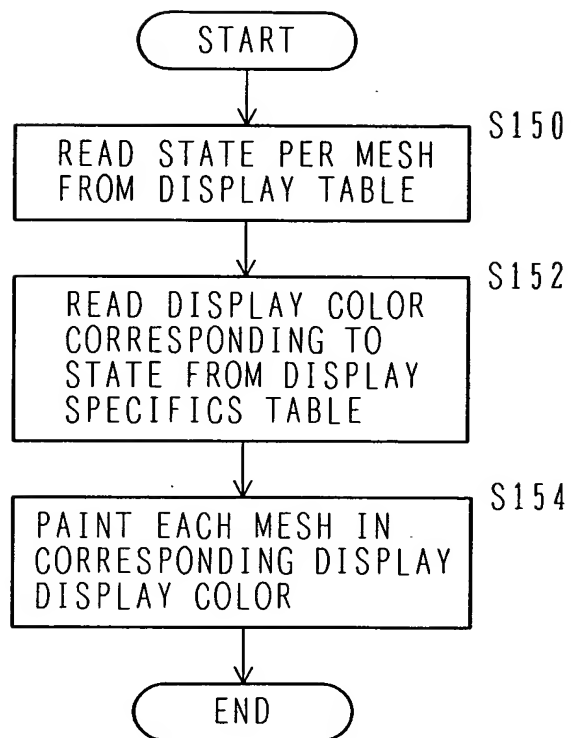 START
S150
READ STATE PER MESH
FROM DISPLAY TABLE
S152
READ DISPLAY COLOR
CORRESPONDING TO
STATE FROM DISPLAY
SPECIFICS TABLE
S154
PAINT EACH MESH IN
CORRESPONDING DISPLAY
DISPLAY COLOR
END